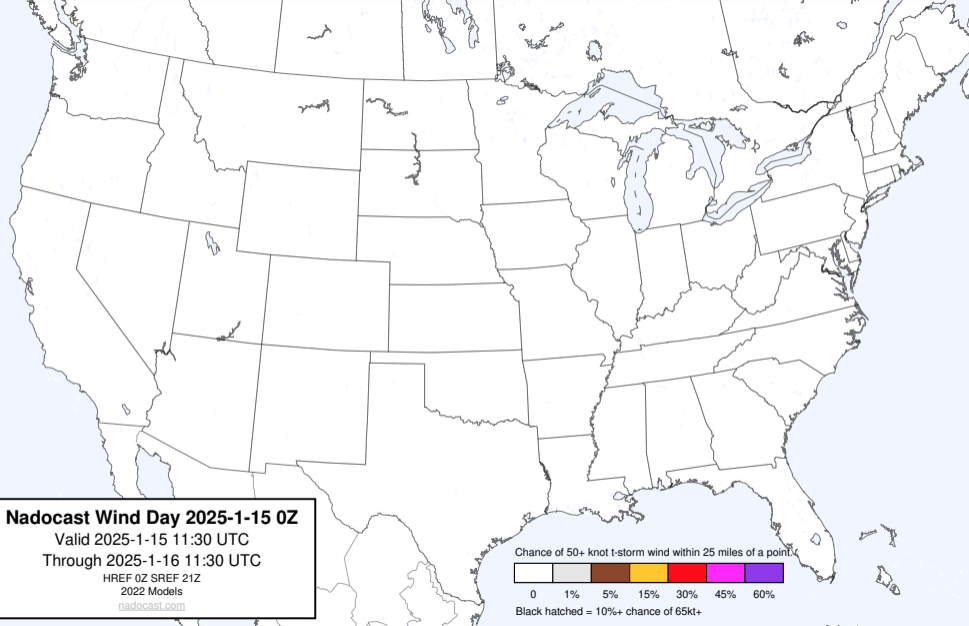 Nadocast Wind Day 2025-1-15 0Z
Valid 2025-1-15 11:30 UTC
Through 2025-1-16 11:30 UTC
HREF 0Z SREF 21Z
2022 Models
nadocast.com
Chance of 50+ knot t-storm wind within 25 miles of a point.
0 1% 5% 15% 30% 45% 60%
Black hatched = 10%+ chance of 65kt+